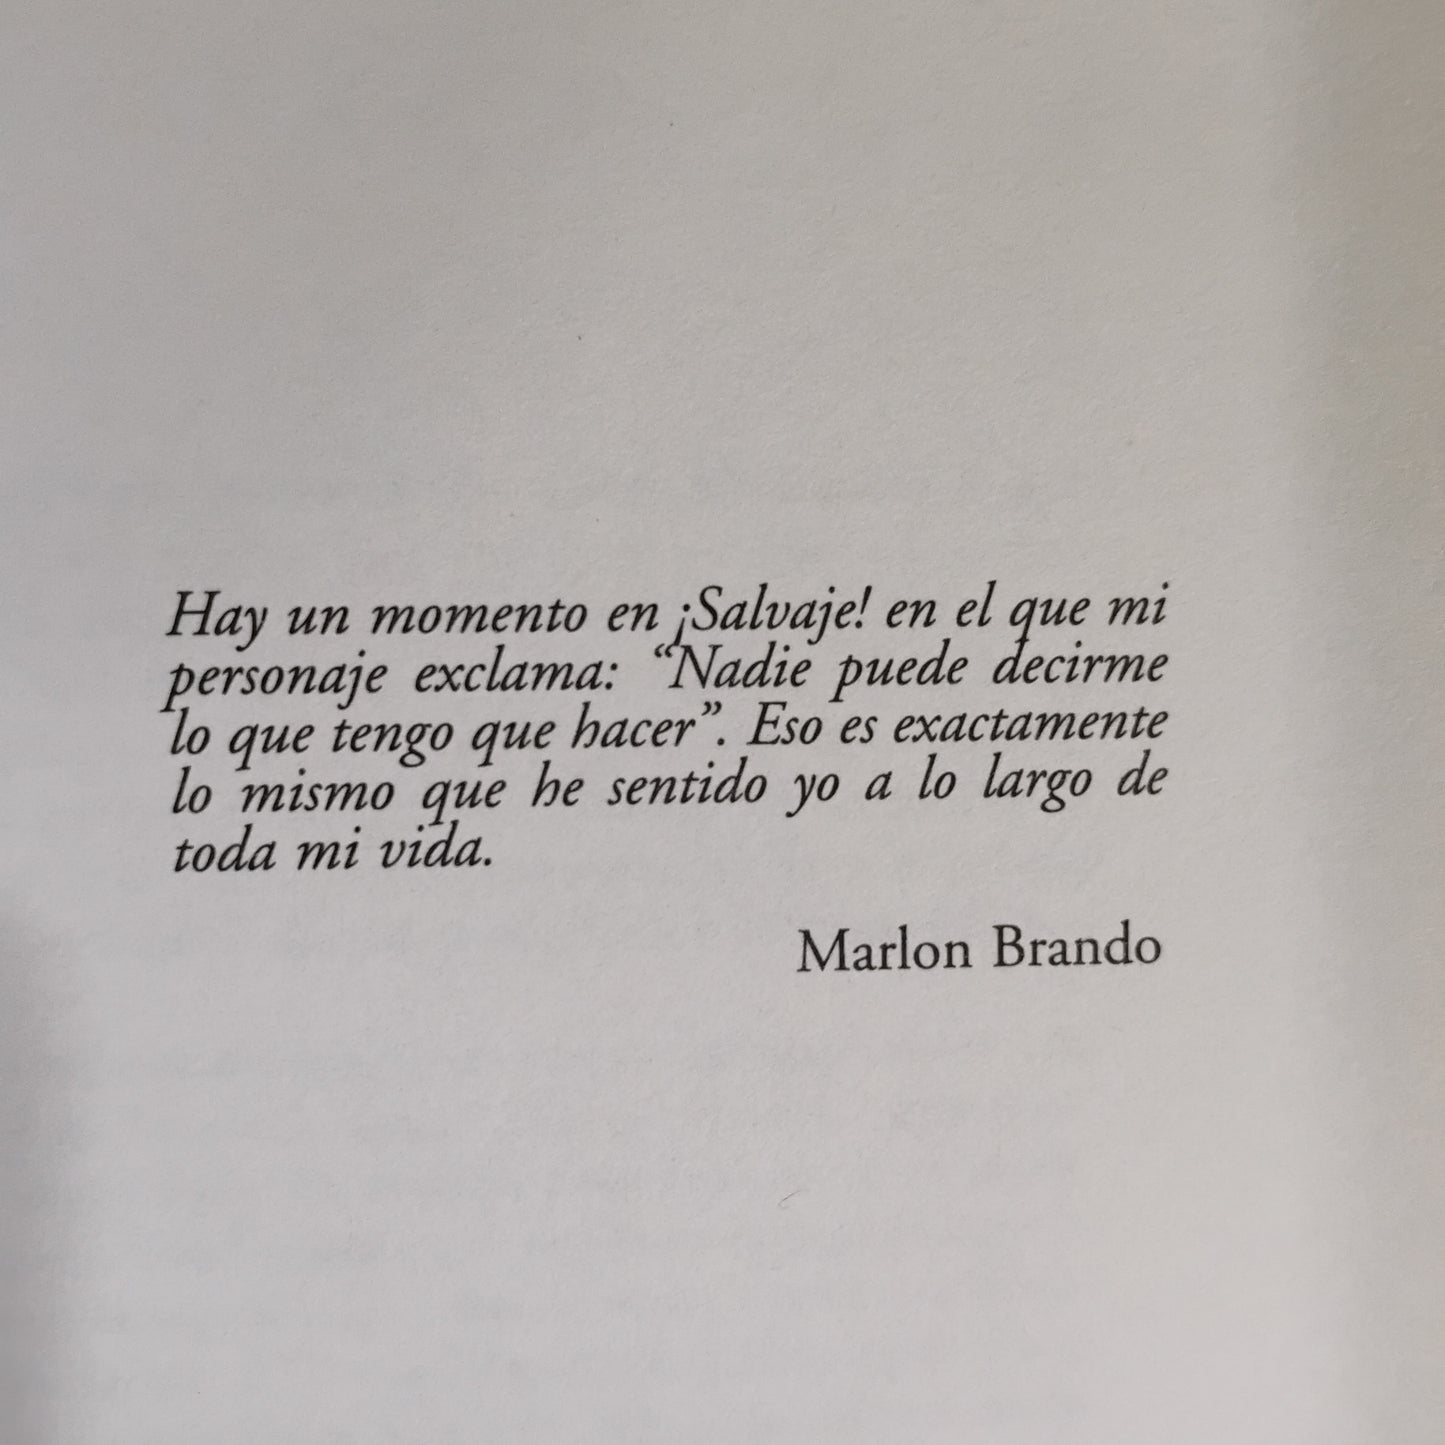 Hay un momento en ¡Salvaje! en el que mi
personaje exclama: “Nadie puede decirme
lo que tengo que hacer”. Eso es exactamente
lo mismo que he sentido yo a lo largo de
toda mi vida.
Marlon Brando